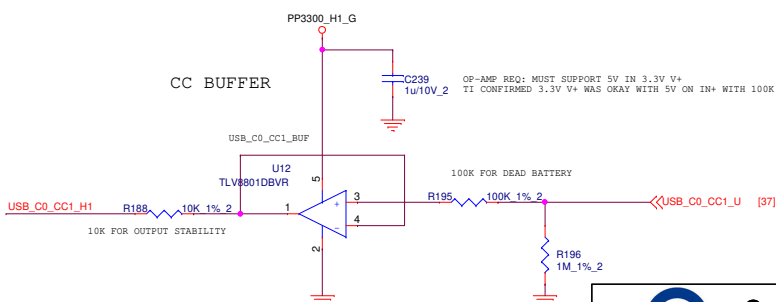 PP3300_H1_G
CC BUFFER
C239
1u/10V_2
OP-AMP REQ: MUST SUPPORT 5V IN 3.3V V+
TI CONFIRMED 3.3V V+ WAS OKAY WITH 5V ON IN+ WITH 100K
USB_C0_CC1_BUF
U12
TLV8801DBVR
5
100K FOR DEAD BATTERY
USB_C0_CC1_H1
R188
10K_1%_2
1
+
-
3
4
R195
100K_1%_2
USB_C0_CC1_U
[37]
10K FOR OUTPUT STABILITY
2
R196
1M_1%_2